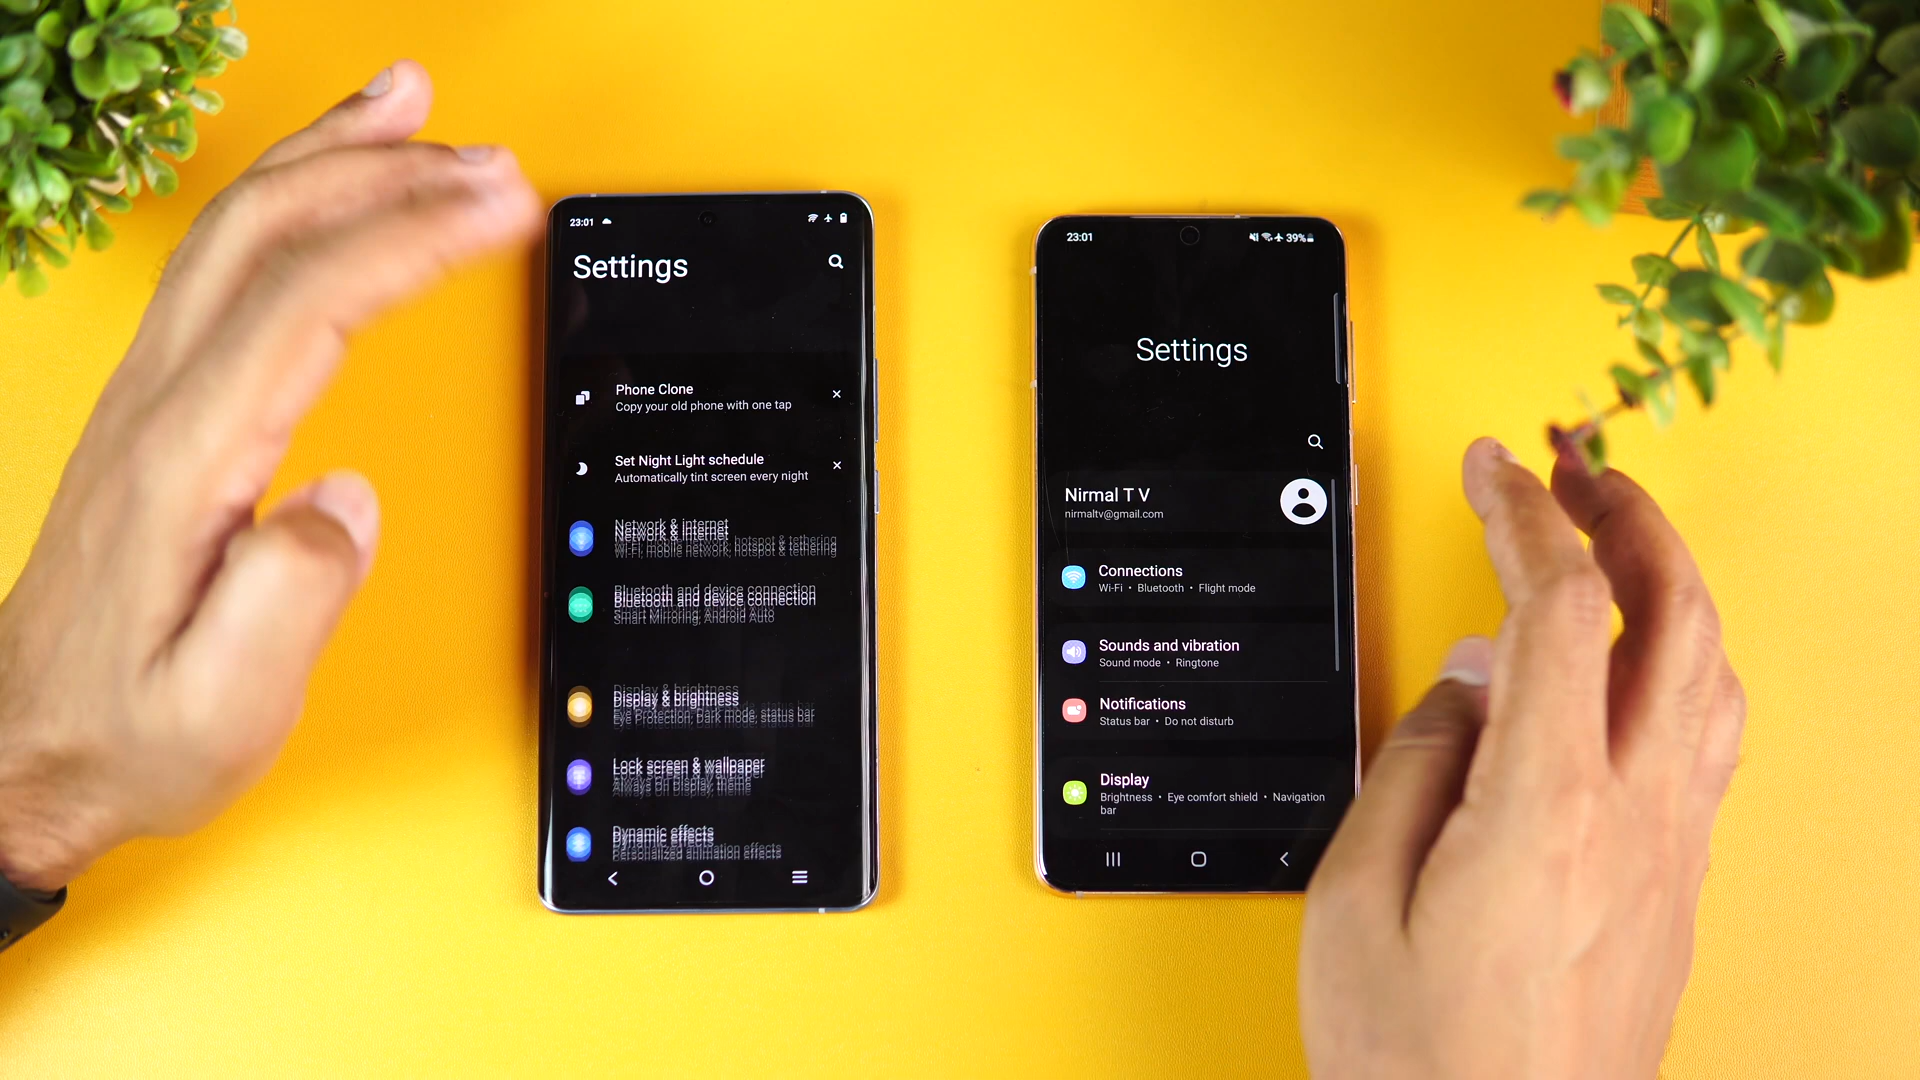 23:01
Settings
Phone Clone
Copy your old phone with one tap
Set Night Light schedule
Automatically tint screen every night
Network & internet
Wi-Fi, mobile network, hotspot & tethering
Bluetooth and device connection
Smart Mirroring, Android Auto
Display & brightness
Eye Protection, Dark mode, status bar
Lock screen & wallpaper
Always On Display, theme
Dynamic effects
Personalized animation effects
23:01
39%
Settings
Nirmal T V
nirmaltv@gmail.com
Connections
Wi-Fi • Bluetooth • Flight mode
Sounds and vibration
Sound mode • Ringtone
Notifications
Status bar • Do not disturb
Display
Brightness • Eye comfort shield • Navigation
bar